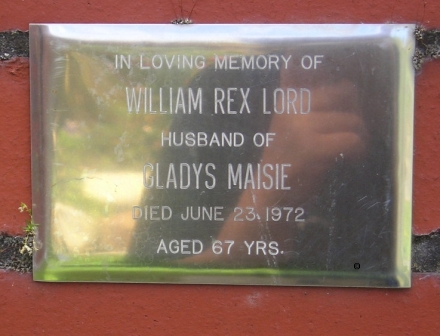 IN LOVING MEMORY OF
WILLIAM REX LORD
HUSBAND OF
GLADYS MAISIE
DIED JUNE 23, 1972
AGED 67 YRS.